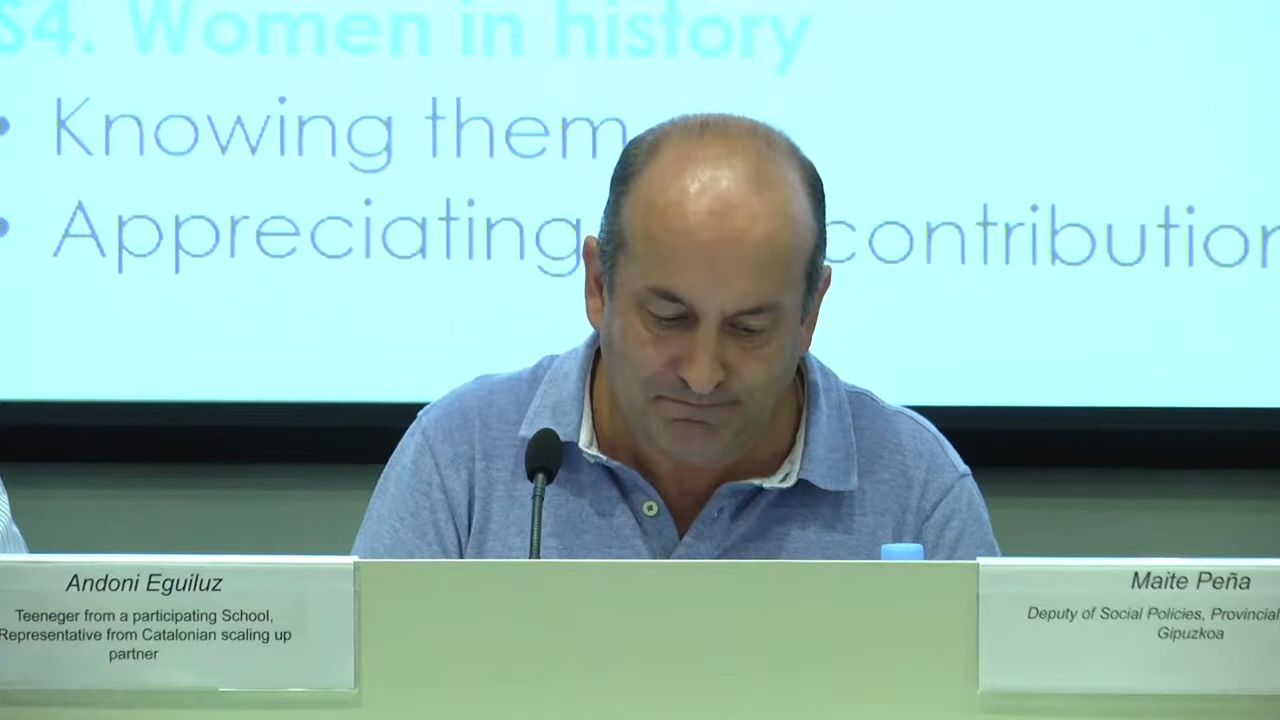 S4. Women in history
• Knowing them
• Appreciating contribution
Andoni Eguiluz
Teeneger from a participating School,
Representative from Catalonian scaling up
partner
Maite Peña
Deputy of Social Policies, Provincial
Gipuzkoa